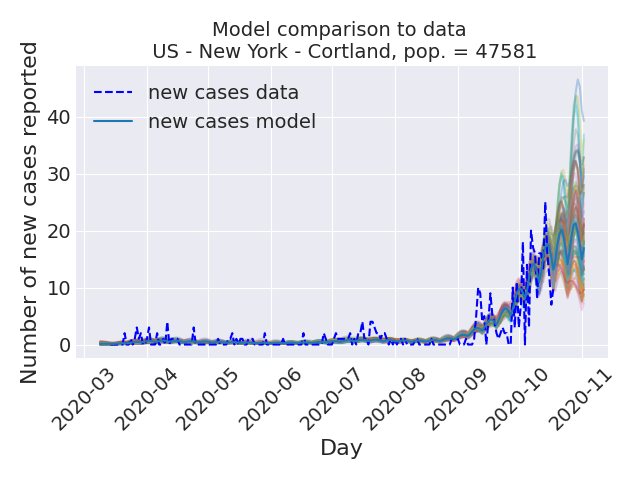 Model comparison to data
US - New York - Cortland, pop. = 47581
Number of new cases reported
new cases data
new cases model
40
30
20
10
0
2020-03
2020-04
2020-05
2020-06
2020-07
2020-08
2020-09
2020-10
2020-11
Day